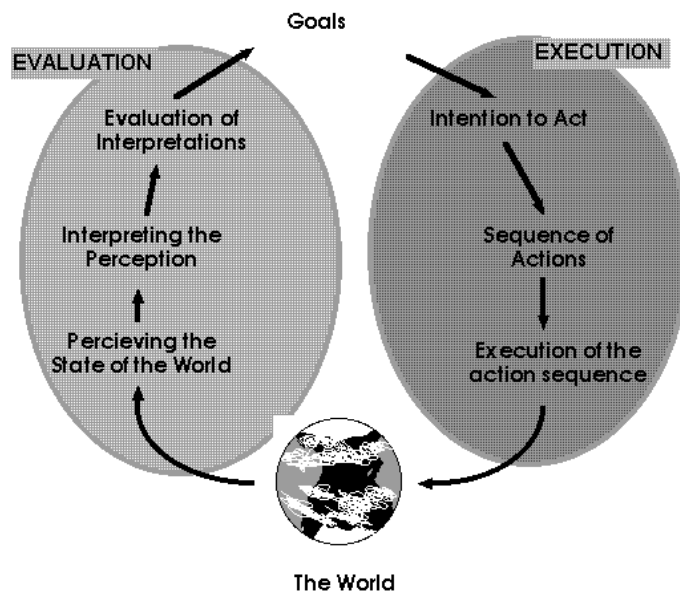 Goals
EVALUATION
EXECUTION
Evaluation of
Interpretations
Intention to Act
Interpreting the
Perception
Sequence of
Actions
Percieving the
State of the World
Execution of the
action sequence
The World